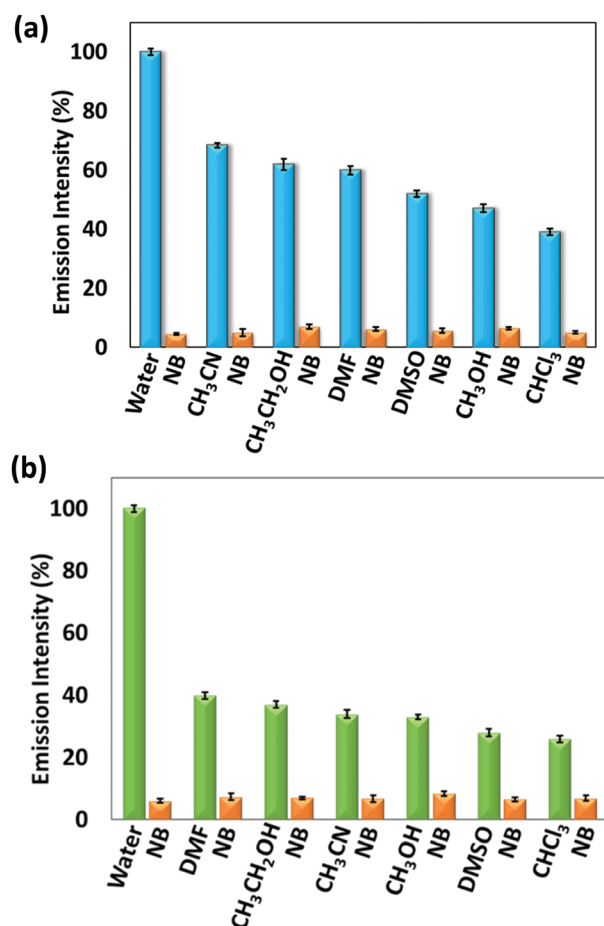 (a)
Emission Intensity (%)
100
80
60
40
20
0
Water
NB
CH₃CN
NB
CH₃CH₂OH
NB
DMF
NB
DMSO
NB
CH₃OH
NB
CHCl₃
NB
(b)
Emission Intensity (%)
100
80
60
40
20
0
Water
NB
DMF
NB
CH₃CH₂OH
NB
CH₃CN
NB
CH₃OH
NB
DMSO
NB
CHCl₃
NB